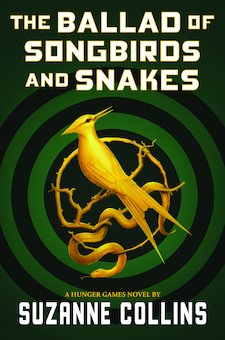 THE BALLAD OF
SONGBIRDS
AND SNAKES
A HUNGER GAMES NOVEL BY
SUZANNE COLLINS